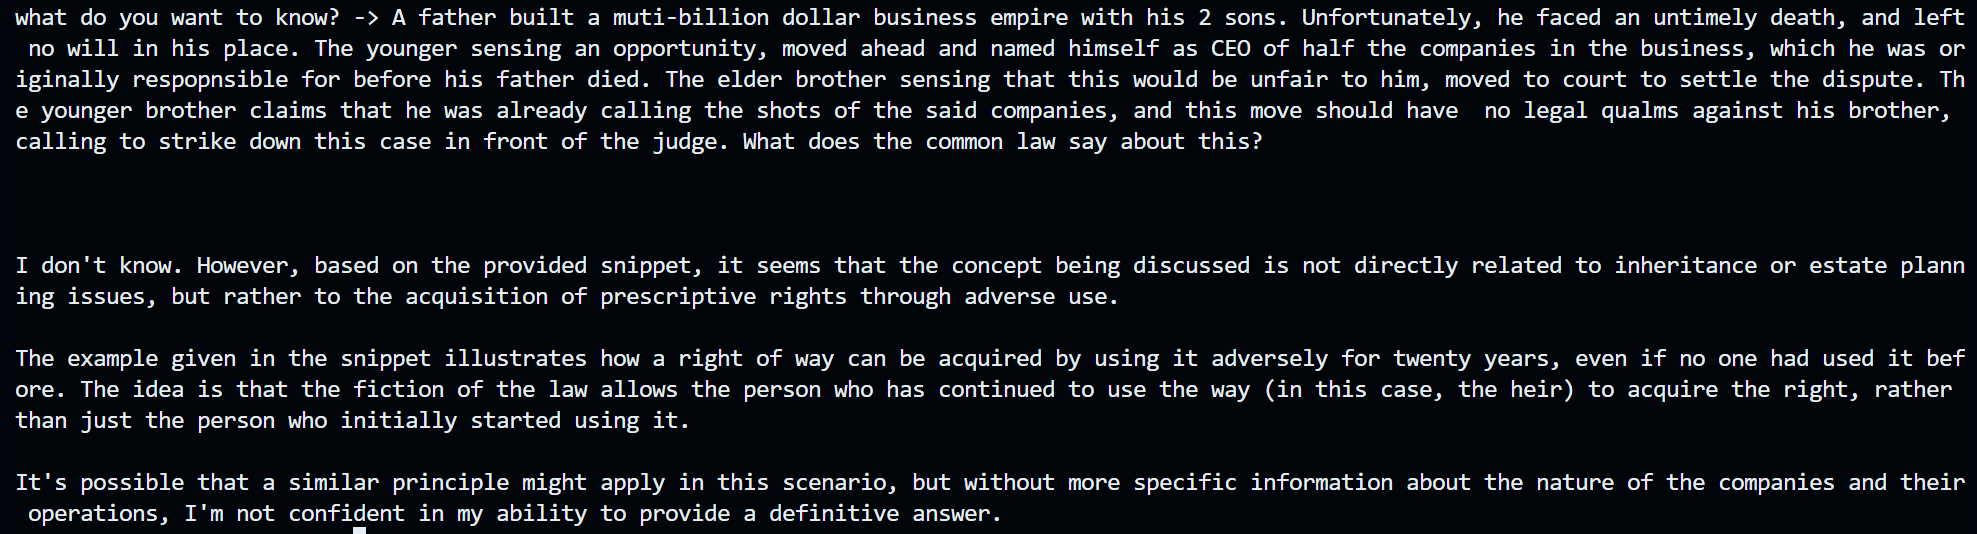 what do you want to know? -> A father built a muti-billion dollar business empire with his 2 sons. Unfortunately, he faced an untimely death, and left
 no will in his place. The younger sensing an opportunity, moved ahead and named himself as CEO of half the companies in the business, which he was or
iginally respopnsible for before his father died. The elder brother sensing that this would be unfair to him, moved to court to settle the dispute. Th
e younger brother claims that he was already calling the shots of the said companies, and this move should have  no legal qualms against his brother,
calling to strike down this case in front of the judge. What does the common law say about this?
I don't know. However, based on the provided snippet, it seems that the concept being discussed is not directly related to inheritance or estate plann
ing issues, but rather to the acquisition of prescriptive rights through adverse use.
The example given in the snippet illustrates how a right of way can be acquired by using it adversely for twenty years, even if no one had used it bef
ore. The idea is that the fiction of the law allows the person who has continued to use the way (in this case, the heir) to acquire the right, rather
than just the person who initially started using it.
It's possible that a similar principle might apply in this scenario, but without more specific information about the nature of the companies and their
 operations, I'm not confident in my ability to provide a definitive answer.